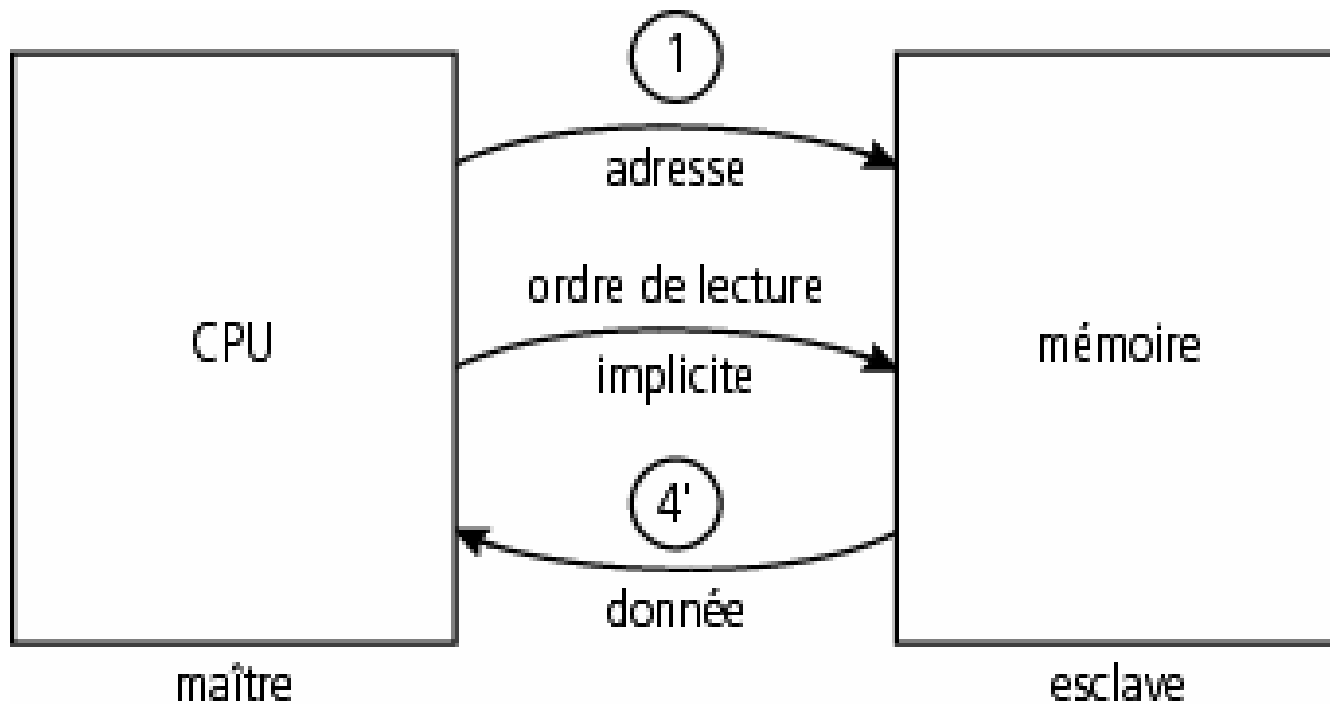 1
adresse
ordre de lecture
CPU
mémoire
implicite
4'
donnée
maître
esclave